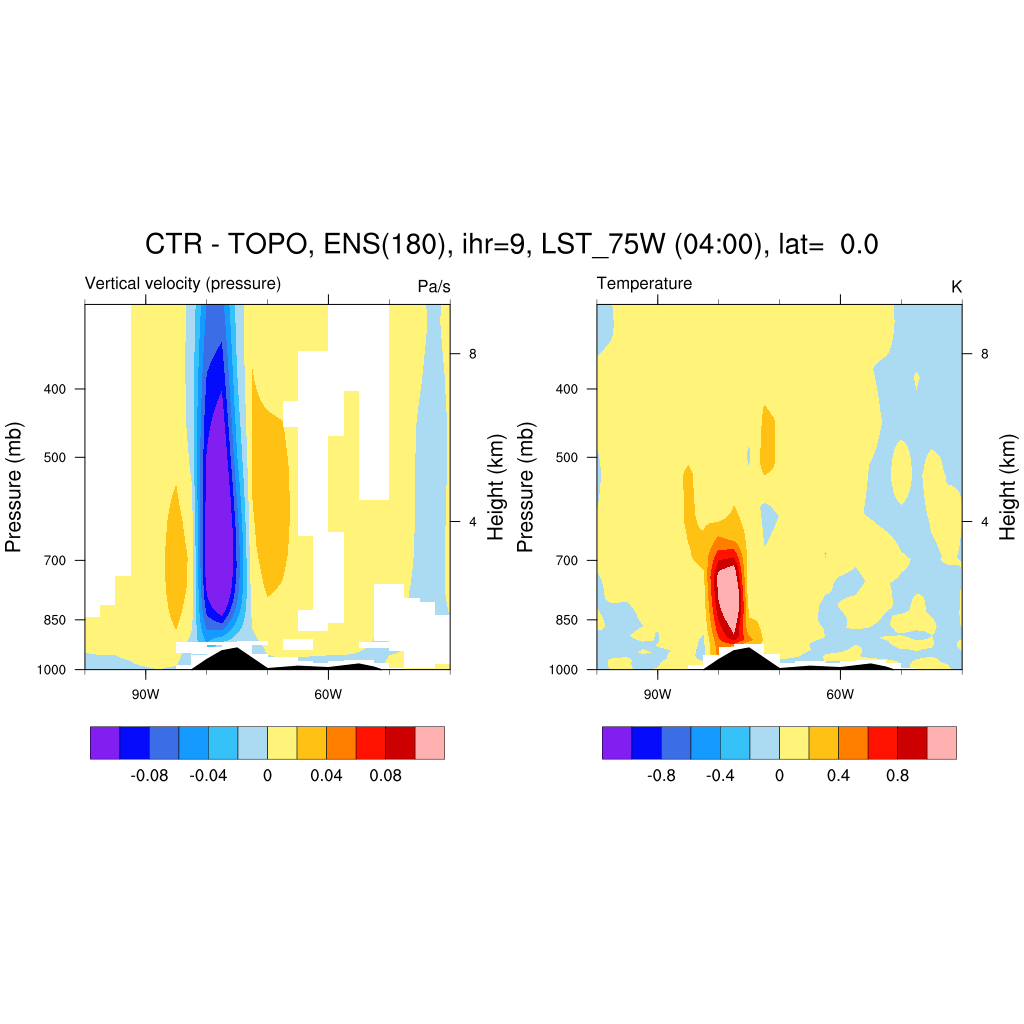 CTR - TOPO, ENS(180), ihr=9, LST_75W (04:00), lat=  0.0
Vertical velocity (pressure)
Pa/s
Temperature
K
Pressure (mb)
400
500
700
850
1000
8
4
Height (km)
90W
60W
-0.08
-0.04
0
0.04
0.08
Pressure (mb)
400
500
700
850
1000
8
4
Height (km)
90W
60W
-0.8
-0.4
0
0.4
0.8